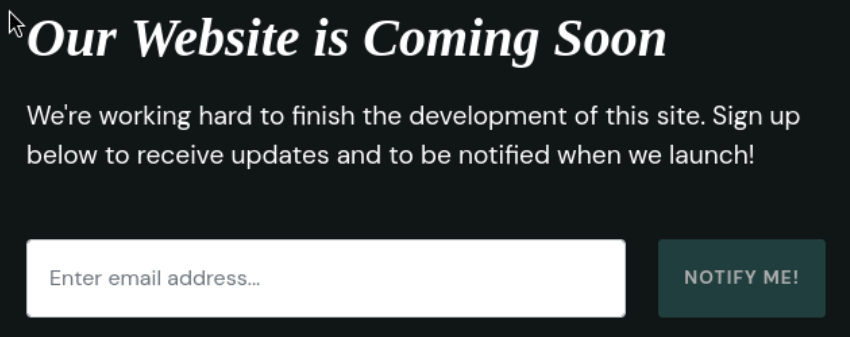 Our Website is Coming Soon
We're working hard to finish the development of this site. Sign up
below to receive updates and to be notified when we launch!
Enter email address...
NOTIFY ME!